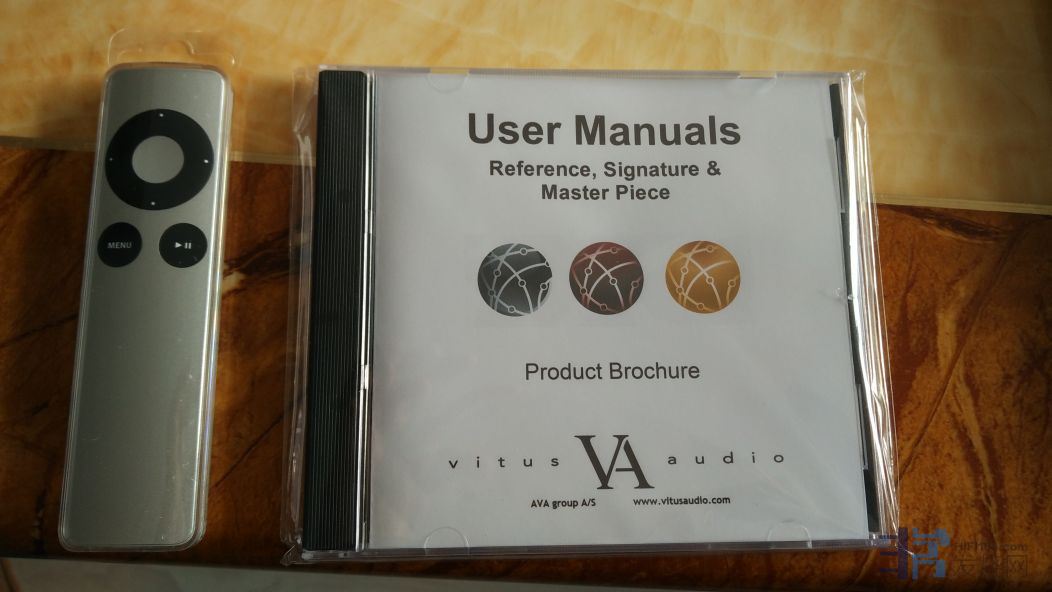 MENU
User Manuals
Reference, Signature &
Master Piece
Product Brochure
vitus VA audio
AVA group A/S www.vitusaudio.com